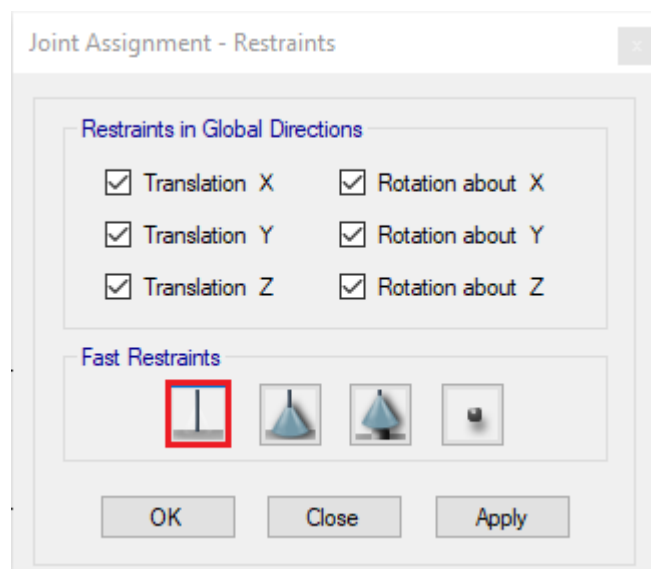 Joint Assignment - Restraints
x
Restraints in Global Directions
Translation X
Rotation about X
Translation Y
Rotation about Y
Translation Z
Rotation about Z
Fast Restraints
OK
Close
Apply